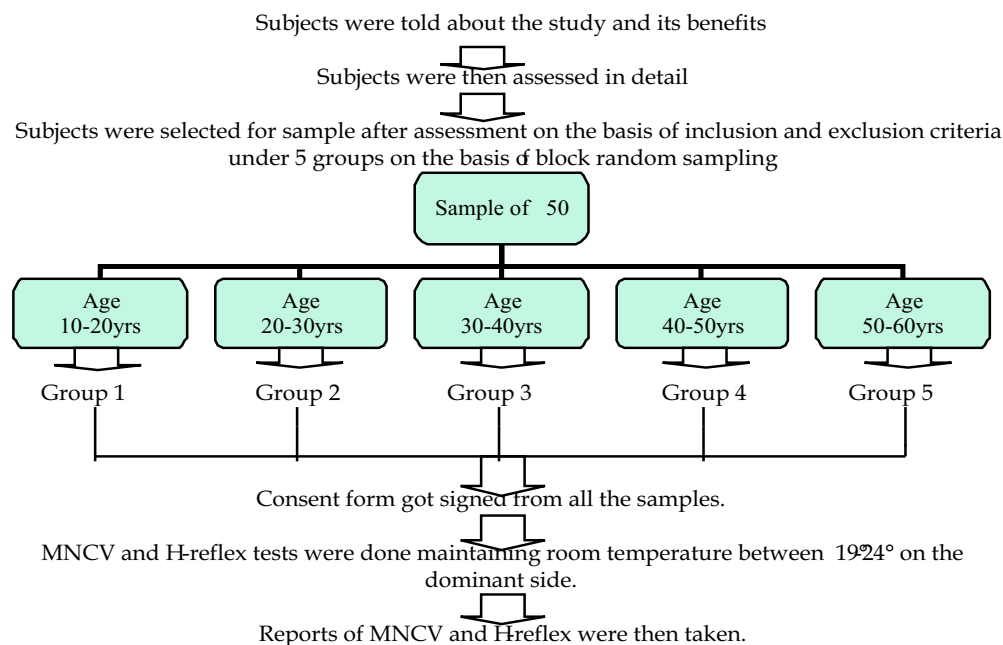 Subjects were told about the study and its benefits
Subjects were then assessed in detail
Subjects were selected for sample after assessment on the basis of inclusion and exclusion criteria
under 5 groups on the basis of block random sampling
Sample of 50
Age
10-20yrs
Age
20-30yrs
Age
30-40yrs
Age
40-50yrs
Age
50-60yrs
Group 1
Group 2
Group 3
Group 4
Group 5
Consent form got signed from all the samples.
MNCV and H-reflex tests were done maintaining room temperature between 19°-24° on the
dominant side.
Reports of MNCV and H-reflex were then taken.